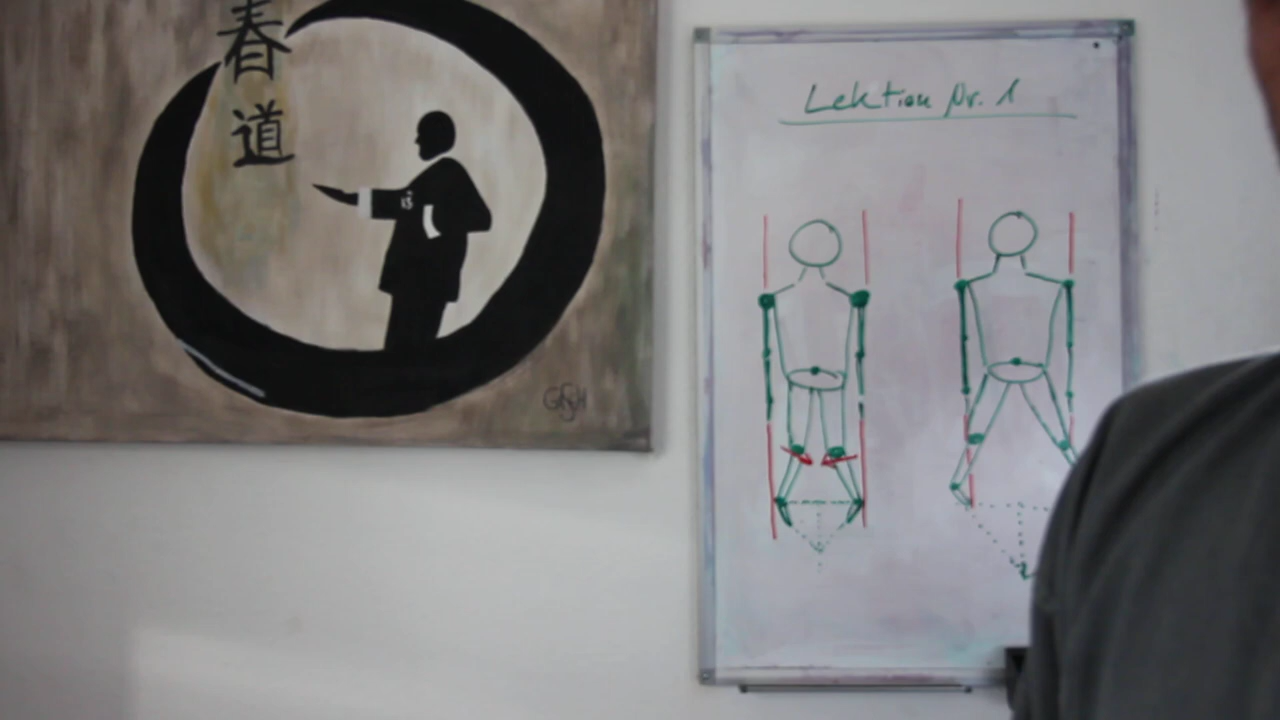 春
道
Lektion Nr. 1